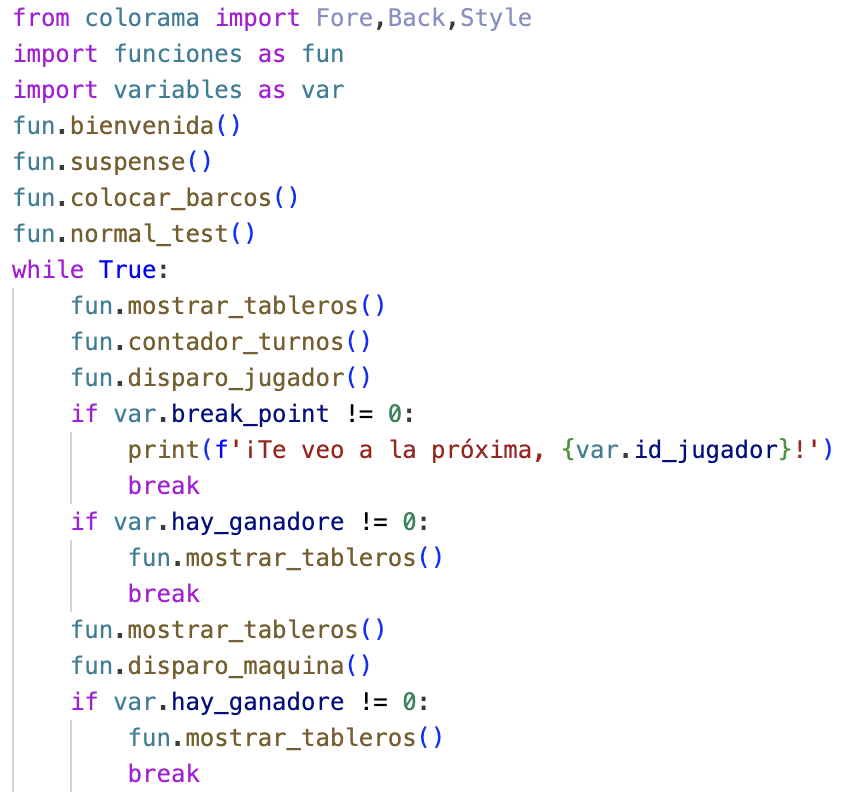 from colorama import Fore,Back,Style
import funciones as fun
import variables as var
fun.bienvenida()
fun.suspense()
fun.colocar_barcos()
fun.normal_test()
while True:
    fun.mostrar_tableros()
    fun.contador_turnos()
    fun.disparo_jugador()
    if var.break_point != 0:
        print(f'¡Te veo a la próxima, {var.id_jugador}!')
        break
    if var.hay_ganadore != 0:
        fun.mostrar_tableros()
        break
    fun.mostrar_tableros()
    fun.disparo_maquina()
    if var.hay_ganadore != 0:
        fun.mostrar_tableros()
        break